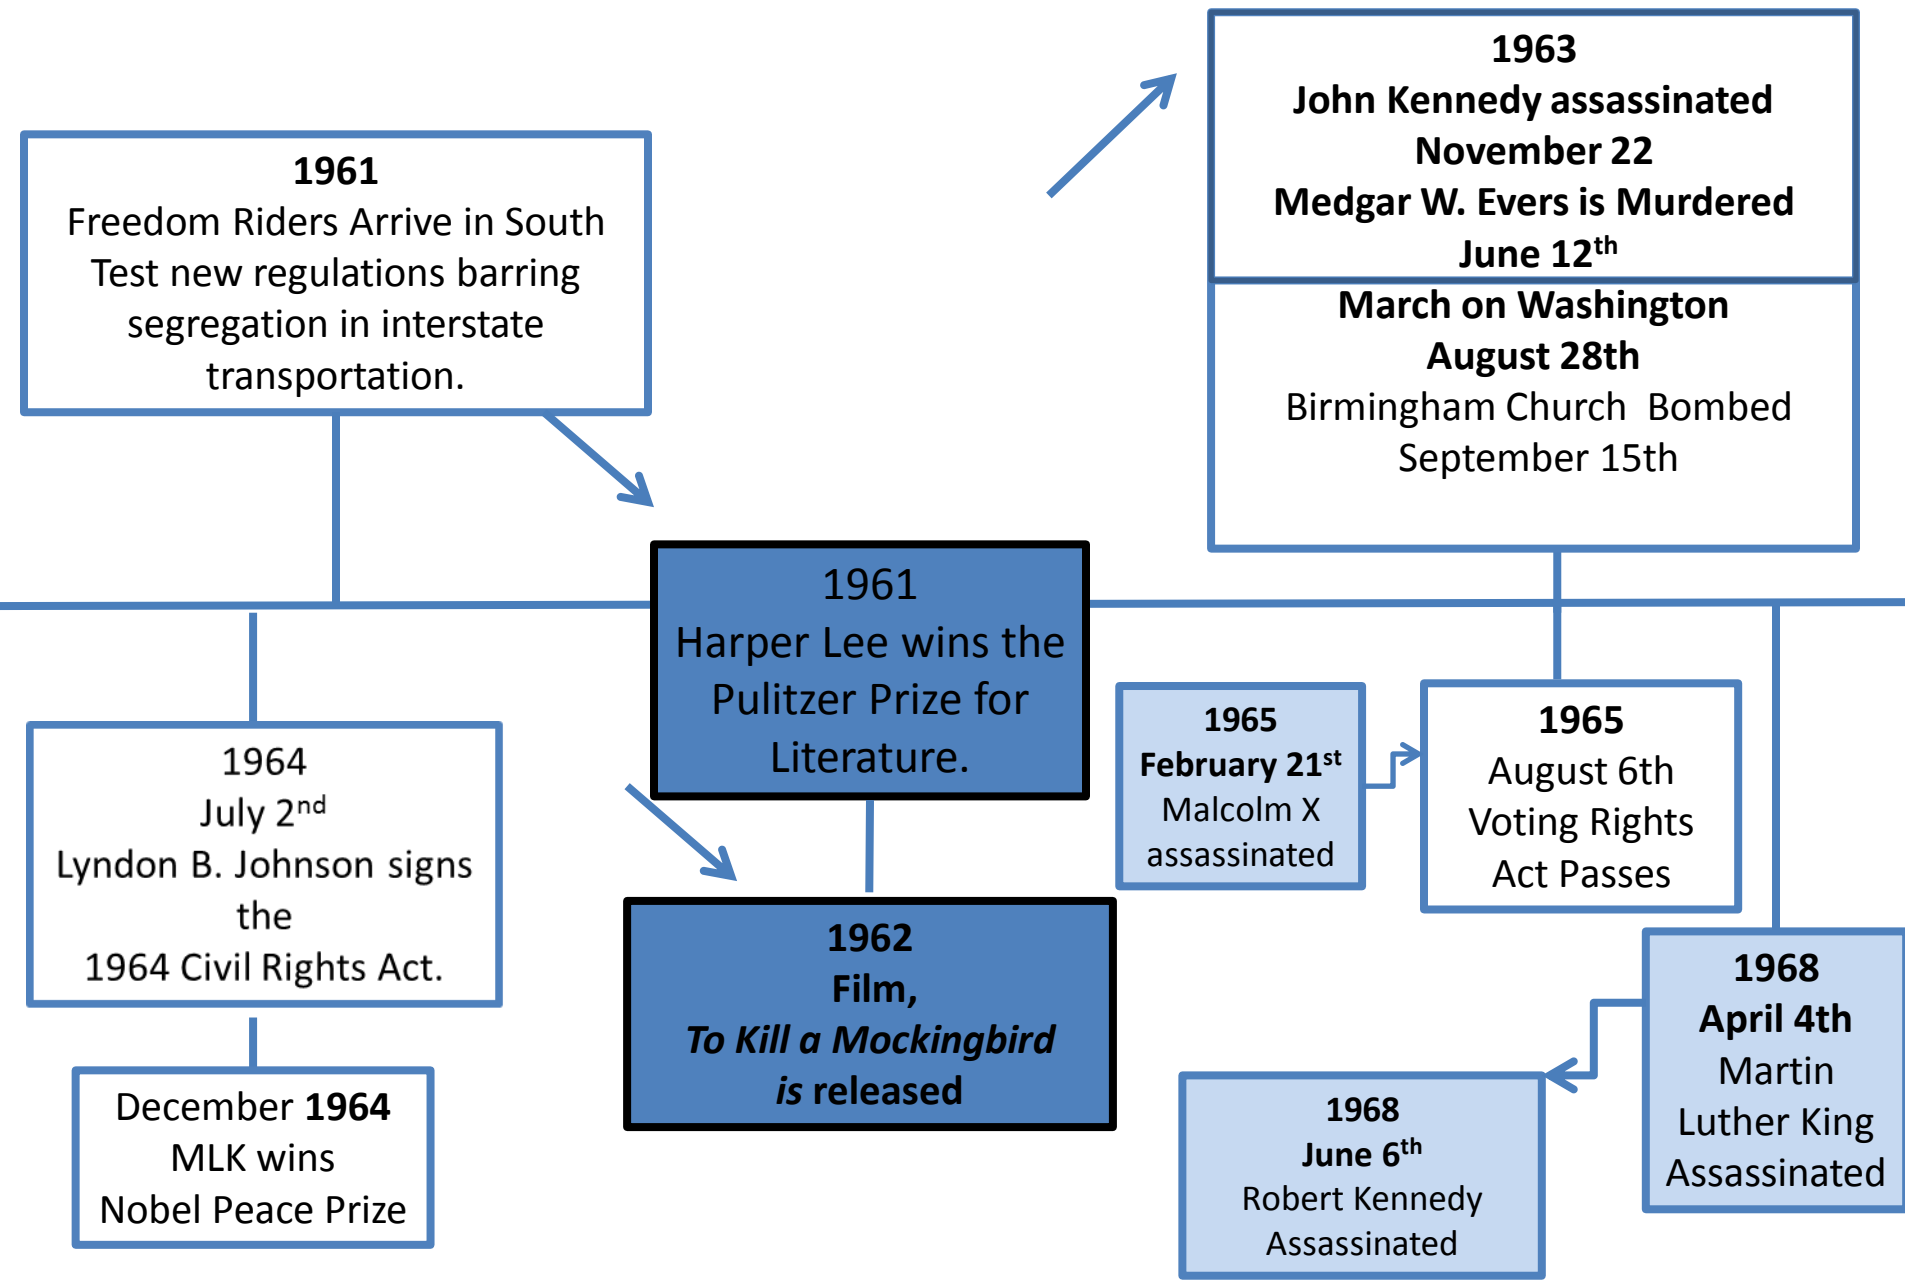 1961
Freedom Riders Arrive in South
Test new regulations barring
segregation in interstate
transportation.
1963
John Kennedy assassinated
November 22
Medgar W. Evers is Murdered
June 12th
March on Washington
August 28th
Birmingham Church Bombed
September 15th
1961
Harper Lee wins the
Pulitzer Prize for
Literature.
1964
July 2nd
Lyndon B. Johnson signs
the
1964 Civil Rights Act.
December 1964
MLK wins
Nobel Peace Prize
1962
Film,
To Kill a Mockingbird
is released
1965
February 21st
Malcolm X
assassinated
1965
August 6th
Voting Rights
Act Passes
1968
April 4th
Martin
Luther King
Assassinated
1968
June 6th
Robert Kennedy
Assassinated